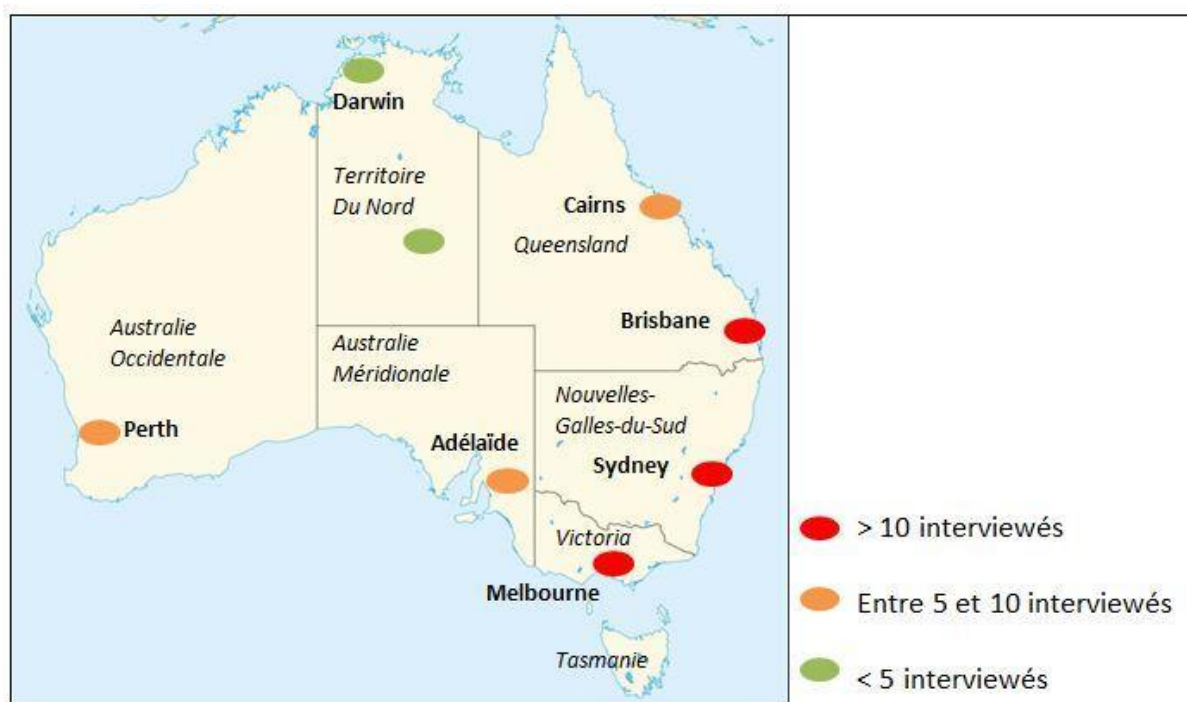 Darwin
Territoire
Du Nord
Cairns
Queensland
Brisbane
Australie
Occidentale
Australie
Méridionale
Nouvelles-
Galles-du-Sud
Perth
Adélaïde
Sydney
Victoria
Melbourne
Tasmanie
> 10 interviewés
Entre 5 et 10 interviewés
< 5 interviewés